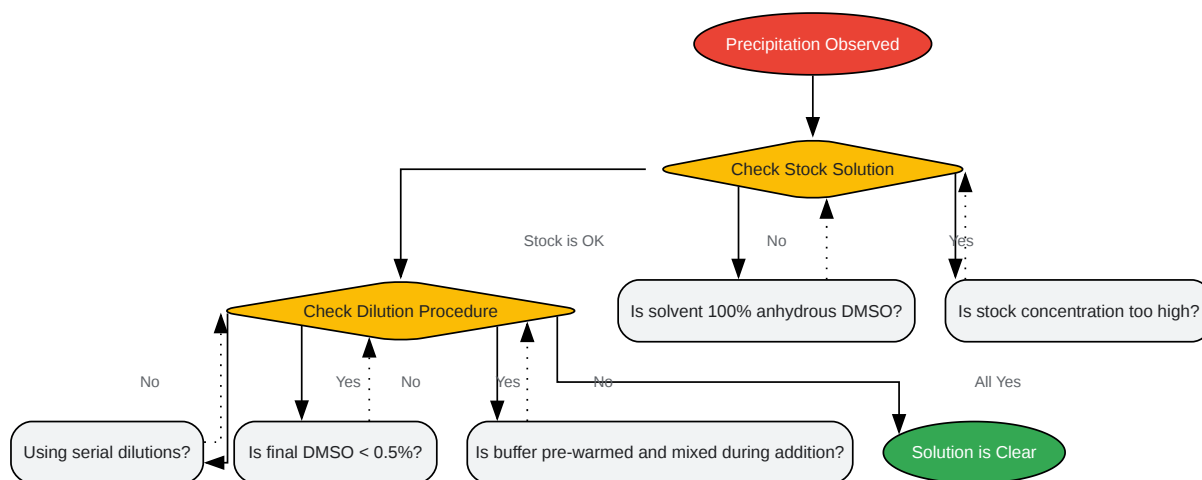 Precipitation Observed
Check Stock Solution
Stock is OK
No
Yes
Is solvent 100% anhydrous DMSO?
Is stock concentration too high?
Check Dilution Procedure
No
Yes
No
Yes
No
All Yes
Using serial dilutions?
Is final DMSO < 0.5%?
Is buffer pre-warmed and mixed during addition?
Solution is Clear